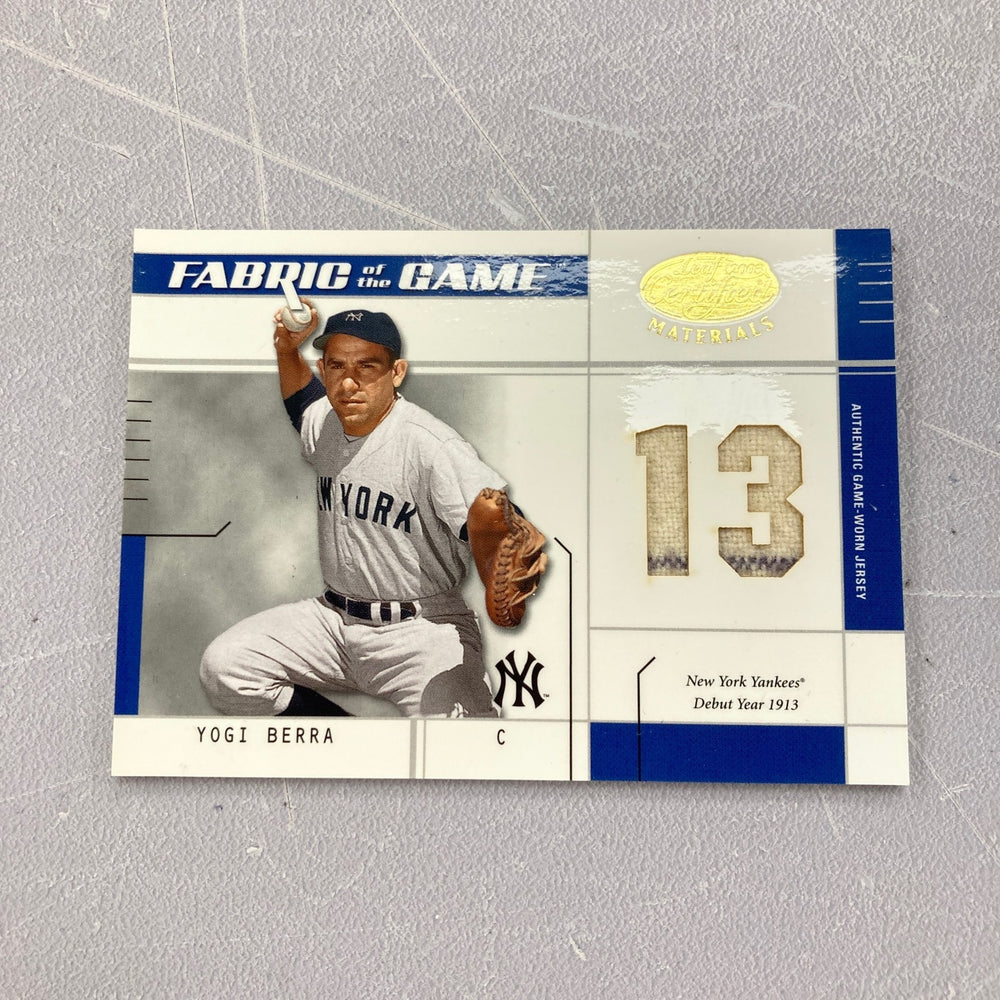 FABRIC of the GAME
Leaf 2003
Certified
MATERIALS
NEW YORK
13
AUTHENTIC GAME-WORN JERSEY
NY
New York Yankees®
Debut Year 1913
YOGI BERRA
C